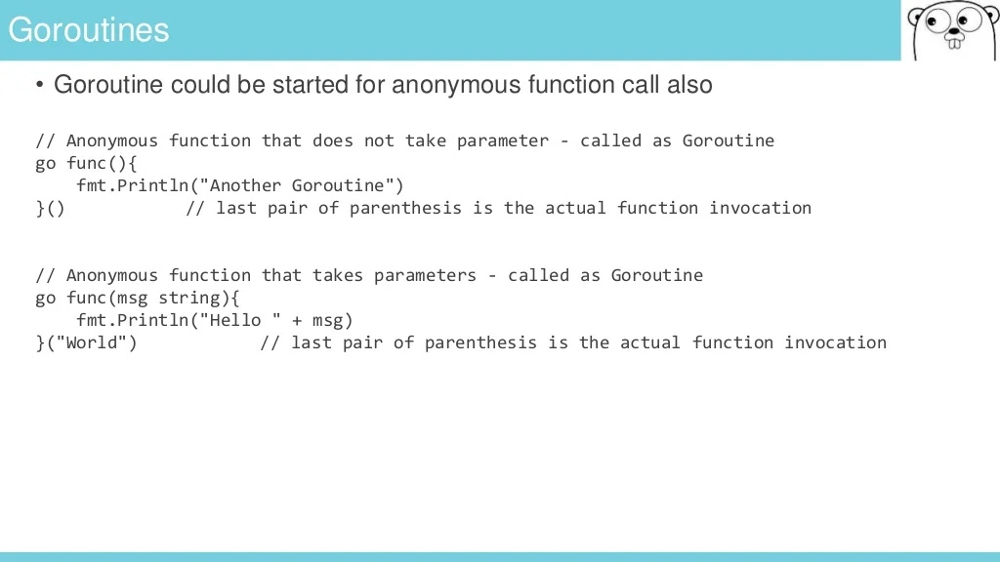 Goroutines
• Goroutine could be started for anonymous function call also
// Anonymous function that does not take parameter - called as Goroutine
go func(){
    fmt.Println("Another Goroutine")
}()            // last pair of parenthesis is the actual function invocation
// Anonymous function that takes parameters - called as Goroutine
go func(msg string){
    fmt.Println("Hello " + msg)
}("World")            // last pair of parenthesis is the actual function invocation